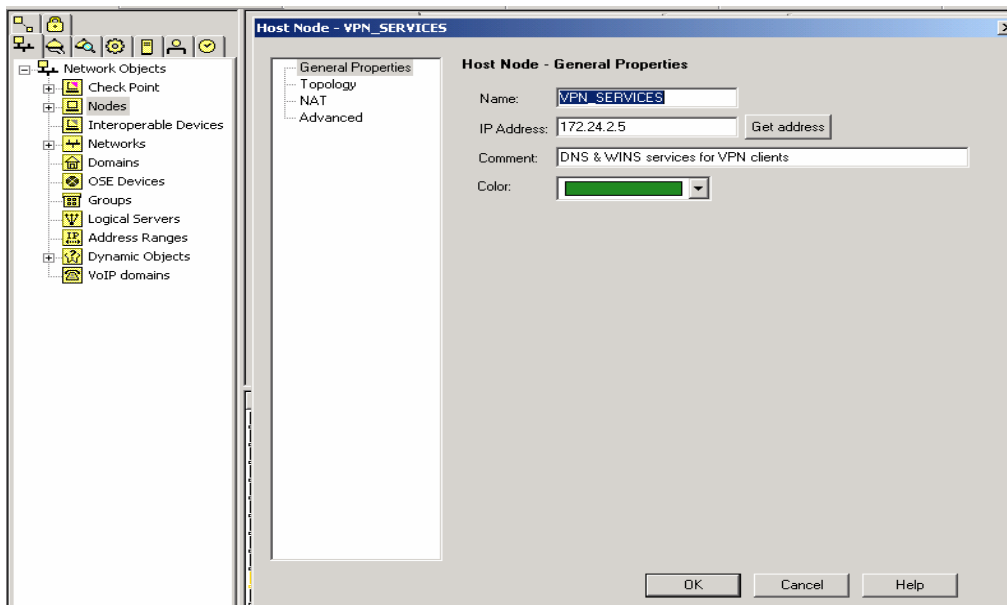 Host Node - VPN_SERVICES
Network Objects
Check Point
Nodes
Interoperable Devices
Networks
Domains
OSE Devices
Groups
Logical Servers
Address Ranges
Dynamic Objects
VoIP domains
General Properties
Topology
NAT
Advanced
Host Node - General Properties
Name: VPN_SERVICES
IP Address: 172.24.2.5 Get address
Comment: DNS & WINS services for VPN clients
Color:
OK Cancel Help